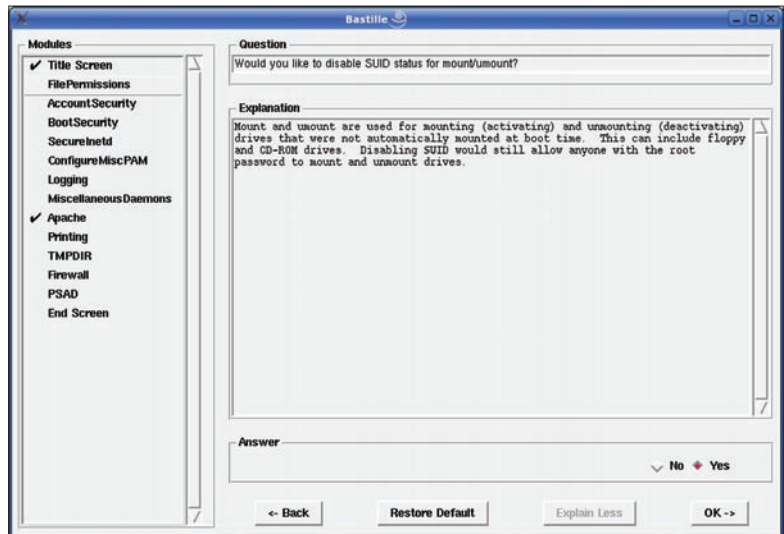 Bastille
Modules
✔ Title Screen
FilePermissions
AccountSecurity
BootSecurity
SecureInetd
ConfigureMiscPAM
Logging
MiscellaneousDaemons
✔ Apache
Printing
TMPDIR
Firewall
PSAD
End Screen
Question
Would you like to disable SUID status for mount/umount?
Explanation
Mount and umount are used for mounting (activating) and unmounting (deactivating)
drives that were not automatically mounted at boot time. This can include floppy
and CD-ROM drives. Disabling SUID would still allow anyone with the root
password to mount and unmount drives.
Answer
No Yes
<- Back Restore Default Explain Less OK ->